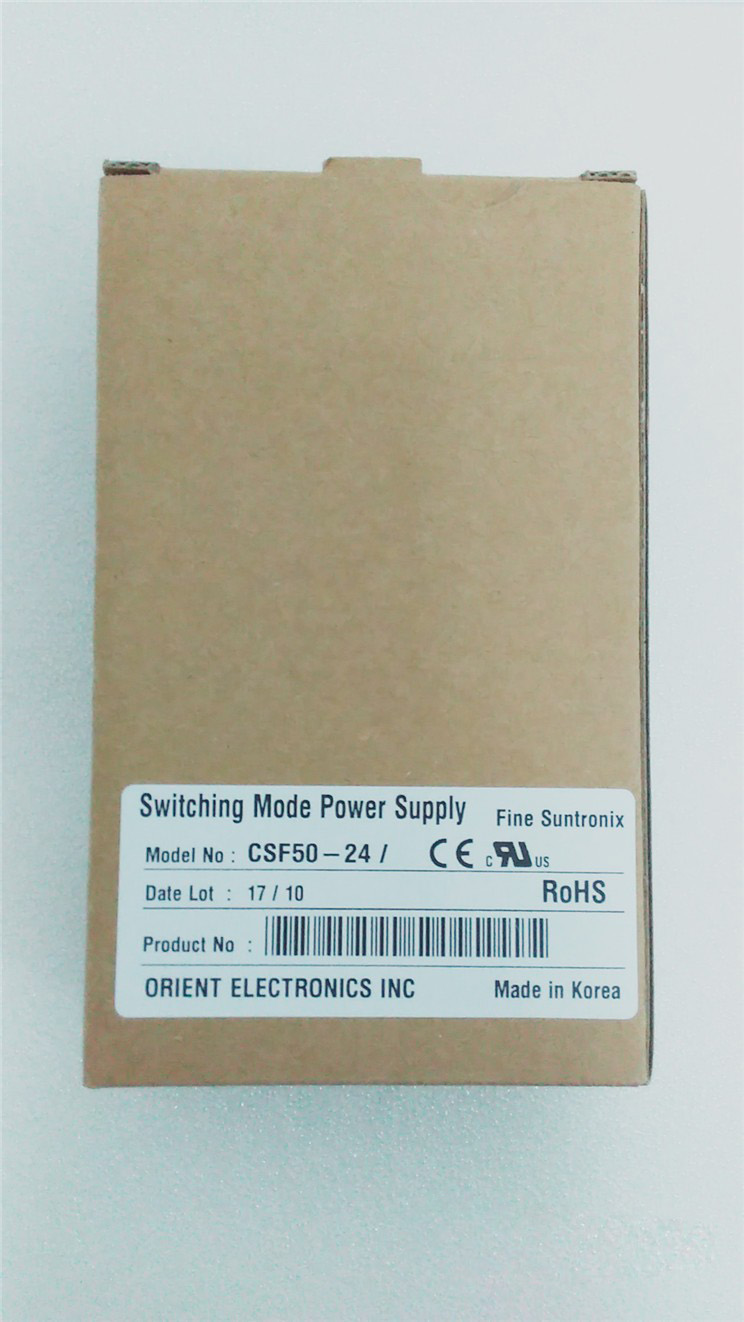 Switching Mode Power Supply Fine Suntronix
Model No : CSF50-24 / CE c RU US
Date Lot : 17 / 10 RoHS
Product No :
ORIENT ELECTRONICS INC Made in Korea